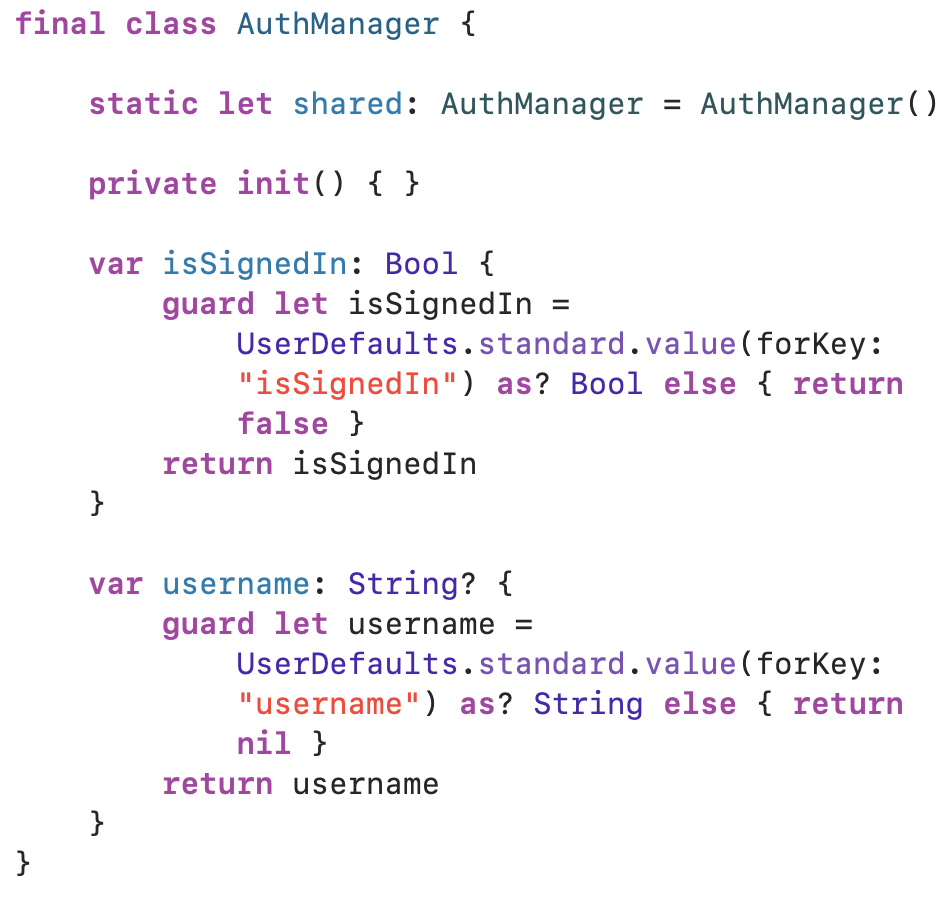 final class AuthManager {
static let shared: AuthManager = AuthManager()
private init() { }
var isSignedIn: Bool {
guard let isSignedIn =
UserDefaults.standard.value(forKey:
"isSignedIn") as? Bool else { return
false }
return isSignedIn
}
var username: String? {
guard let username =
UserDefaults.standard.value(forKey:
"username") as? String else { return
nil }
return username
}
}